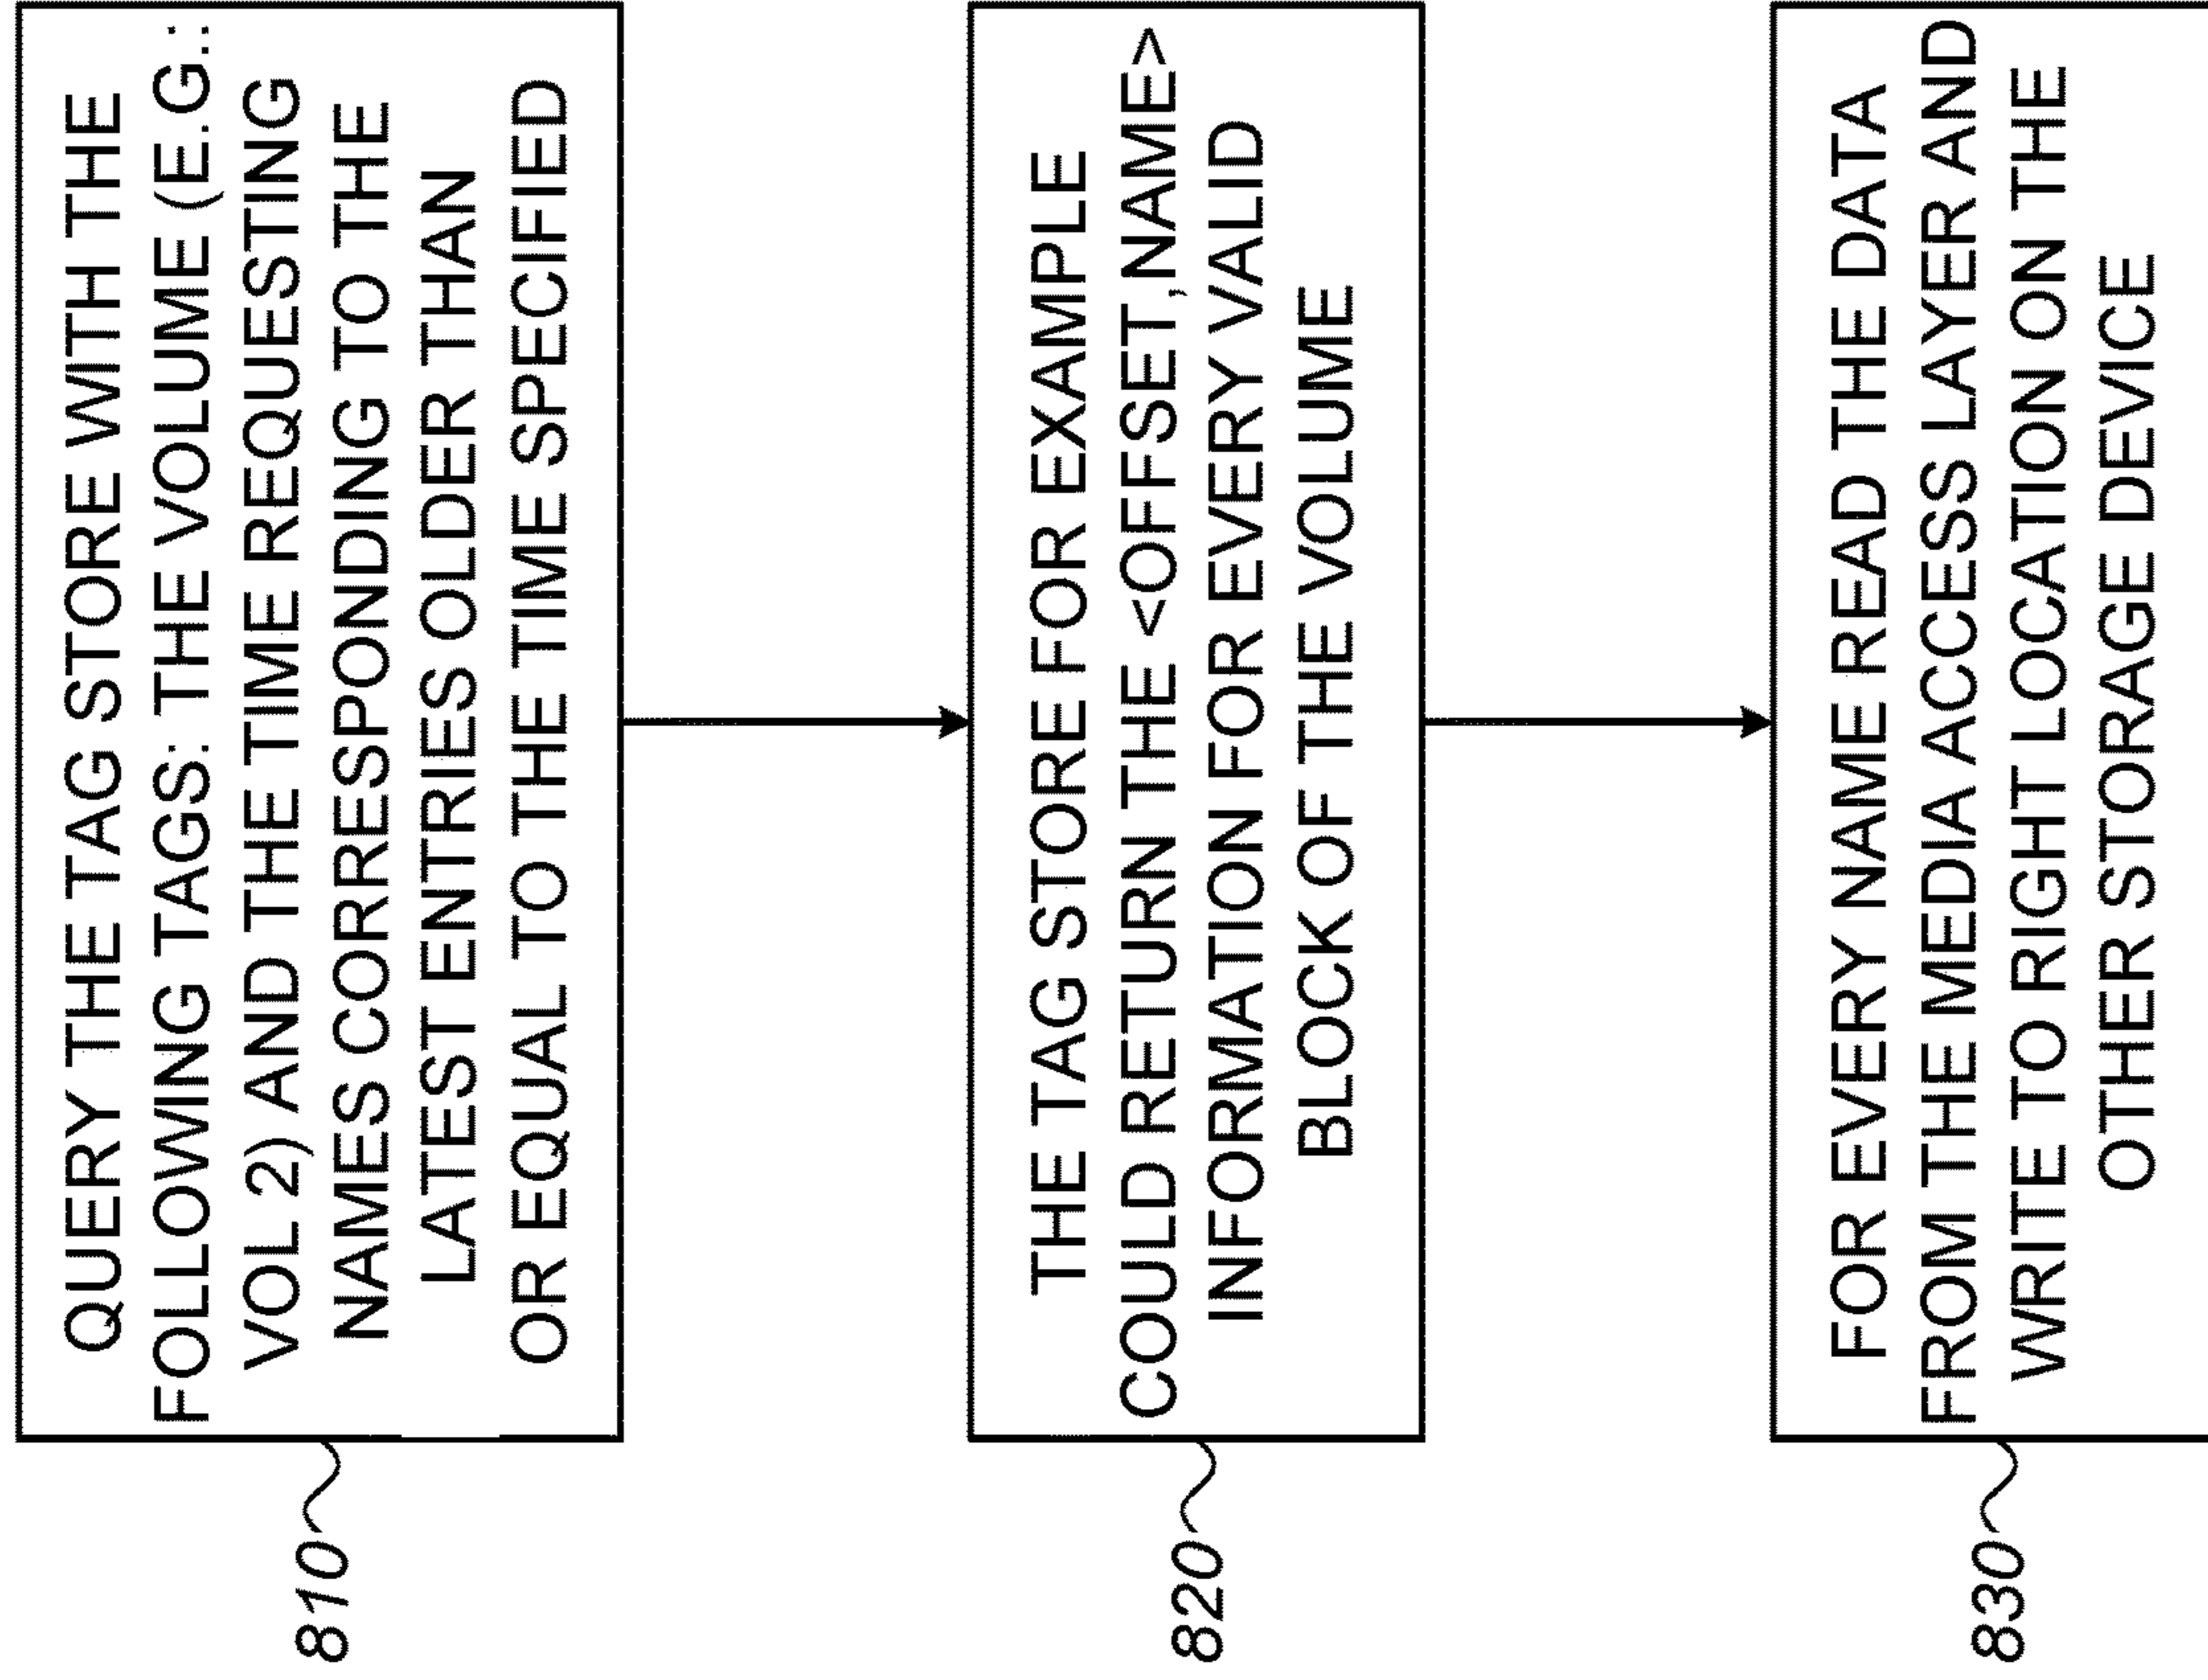 810
QUERY THE TAG STORE WITH THE
FOLLOWING TAGS: THE VOLUME (E.G.:
VOL 2) AND THE TIME REQUESTING
NAMES CORRESPONDING TO THE
LATEST ENTRIES OLDER THAN
OR EQUAL TO THE TIME SPECIFIED
820
THE TAG STORE FOR EXAMPLE
COULD RETURN THE <OFFSET,NAME>
INFORMATION FOR EVERY VALID
BLOCK OF THE VOLUME
830
FOR EVERY NAME READ THE DATA
FROM THE MEDIA ACCESS LAYER AND
WRITE TO RIGHT LOCATION ON THE
OTHER STORAGE DEVICE